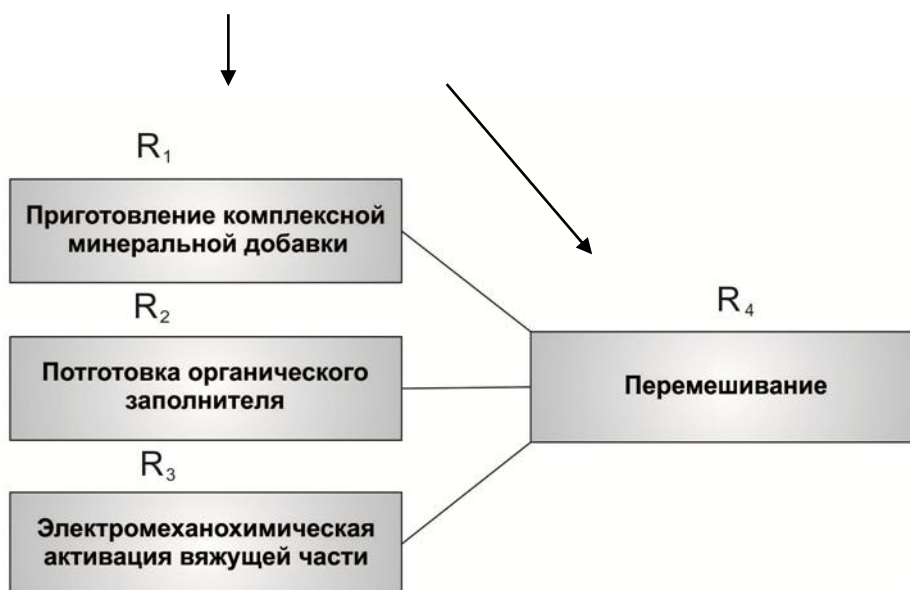 R₁
Приготовление комплексной
минеральной добавки
R₂
Потготовка органического
заполнителя
R₃
Электромеханохимическая
активация вяжущей части
R₄
Перемешивание